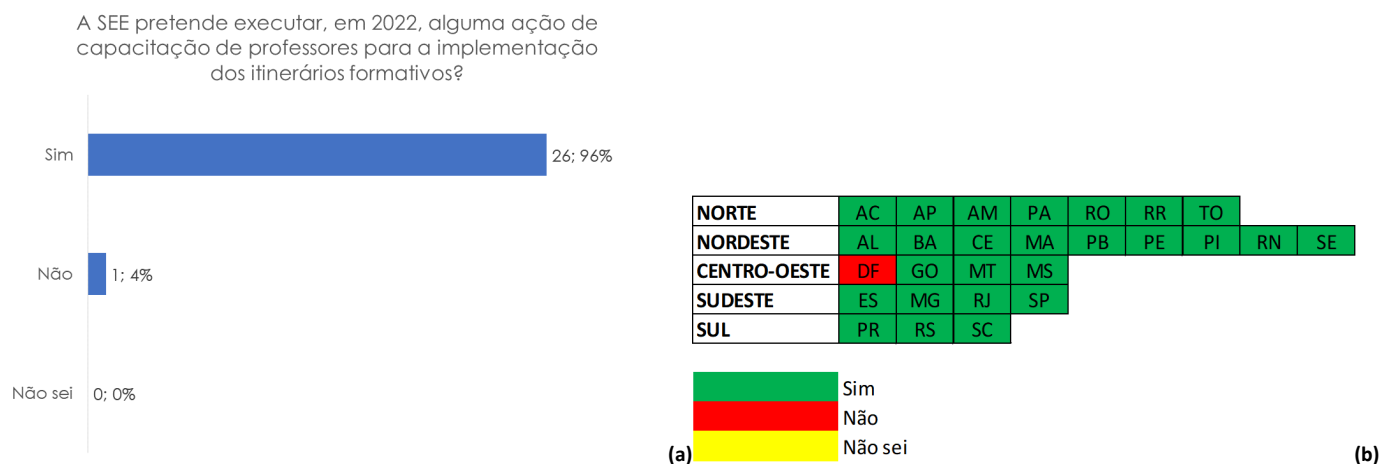 A SEE pretende executar, em 2022, alguma ação de
capacitação de professores para a implementação
dos itinerários formativos?
Sim
26; 96%
Não
1; 4%
Não sei
0; 0%
(a)
NORTE AC AP AM PA RO RR TO
NORDESTE AL BA CE MA PB PE PI RN SE
CENTRO-OESTE DF GO MT MS
SUDESTE ES MG RJ SP
SUL PR RS SC
Sim
Não
Não sei
(b)